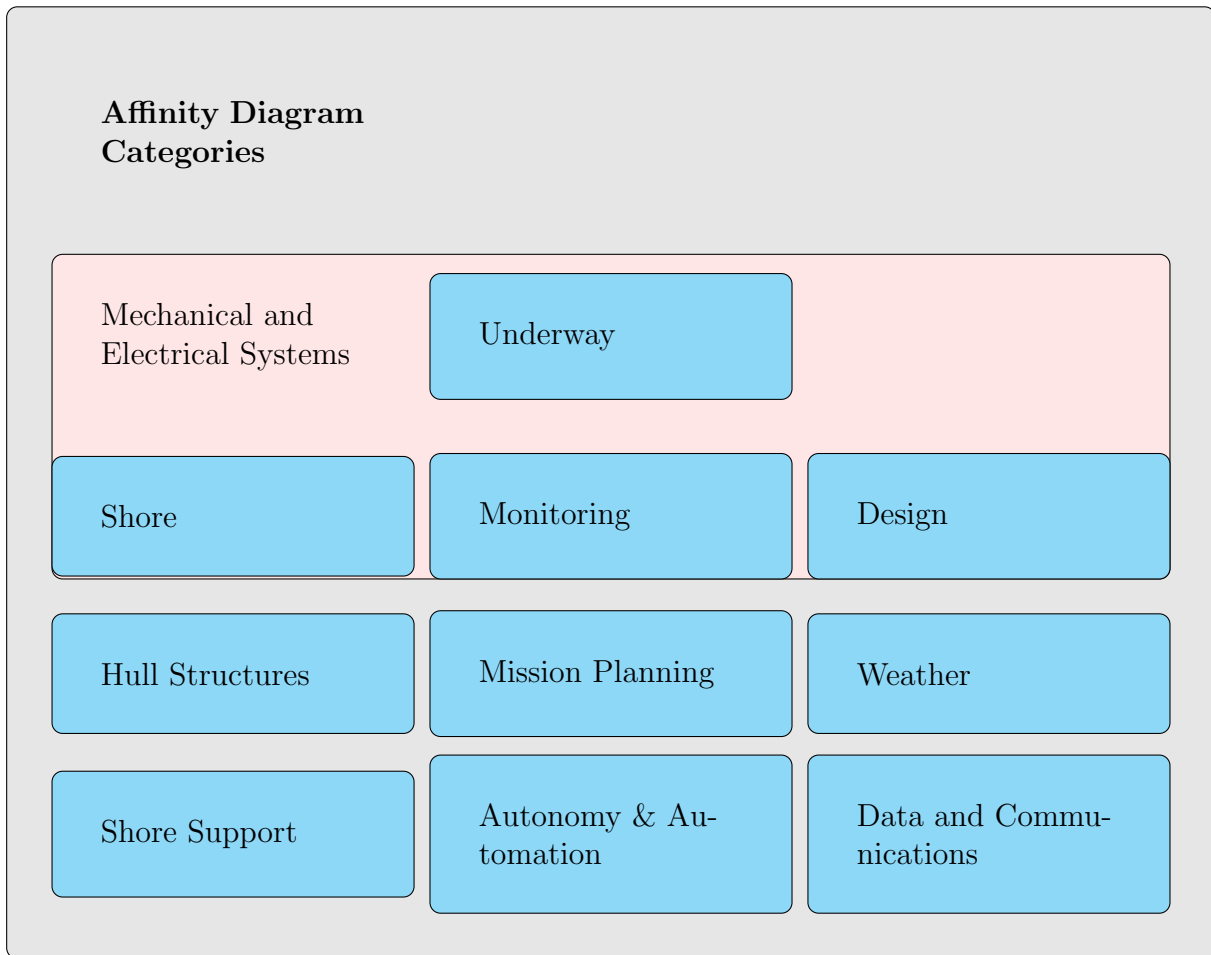 Affinity Diagram
Categories
Mechanical and
Electrical Systems
Underway
Shore
Monitoring
Design
Hull Structures
Mission Planning
Weather
Shore Support
Autonomy & Au-
tomation
Data and Commu-
nications